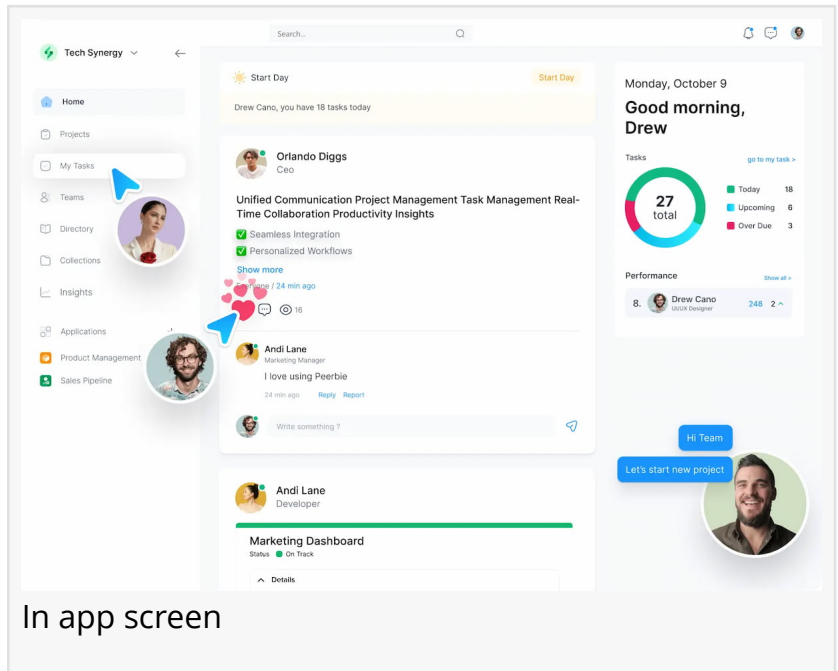 Search...
Tech Synergy
Home
Projects
My Tasks
Teams
Directory
Collections
Insights
Applications
Product Management
Sales Pipeline
Start Day
Start Day
Drew Cano, you have 18 tasks today
Orlando Diggs
Ceo
Unified Communication Project Management Task Management Real-
Time Collaboration Productivity Insights
Seamless Integration
Personalized Workflows
Show more
Everyone / 24 min ago
16
Andi Lane
Marketing Manager
I love using Peerbie
24 min ago Reply Report
Write something ?
Andi Lane
Developer
Marketing Dashboard
Status On Track
Details
Monday, October 9
Good morning,
Drew
Tasks go to my task >
27
total
Today 18
Upcoming 6
Over Due 3
Performance Show all >
8. Drew Cano 248 2
UI/UX Designer
Hi Team
Let's start new project
In app screen